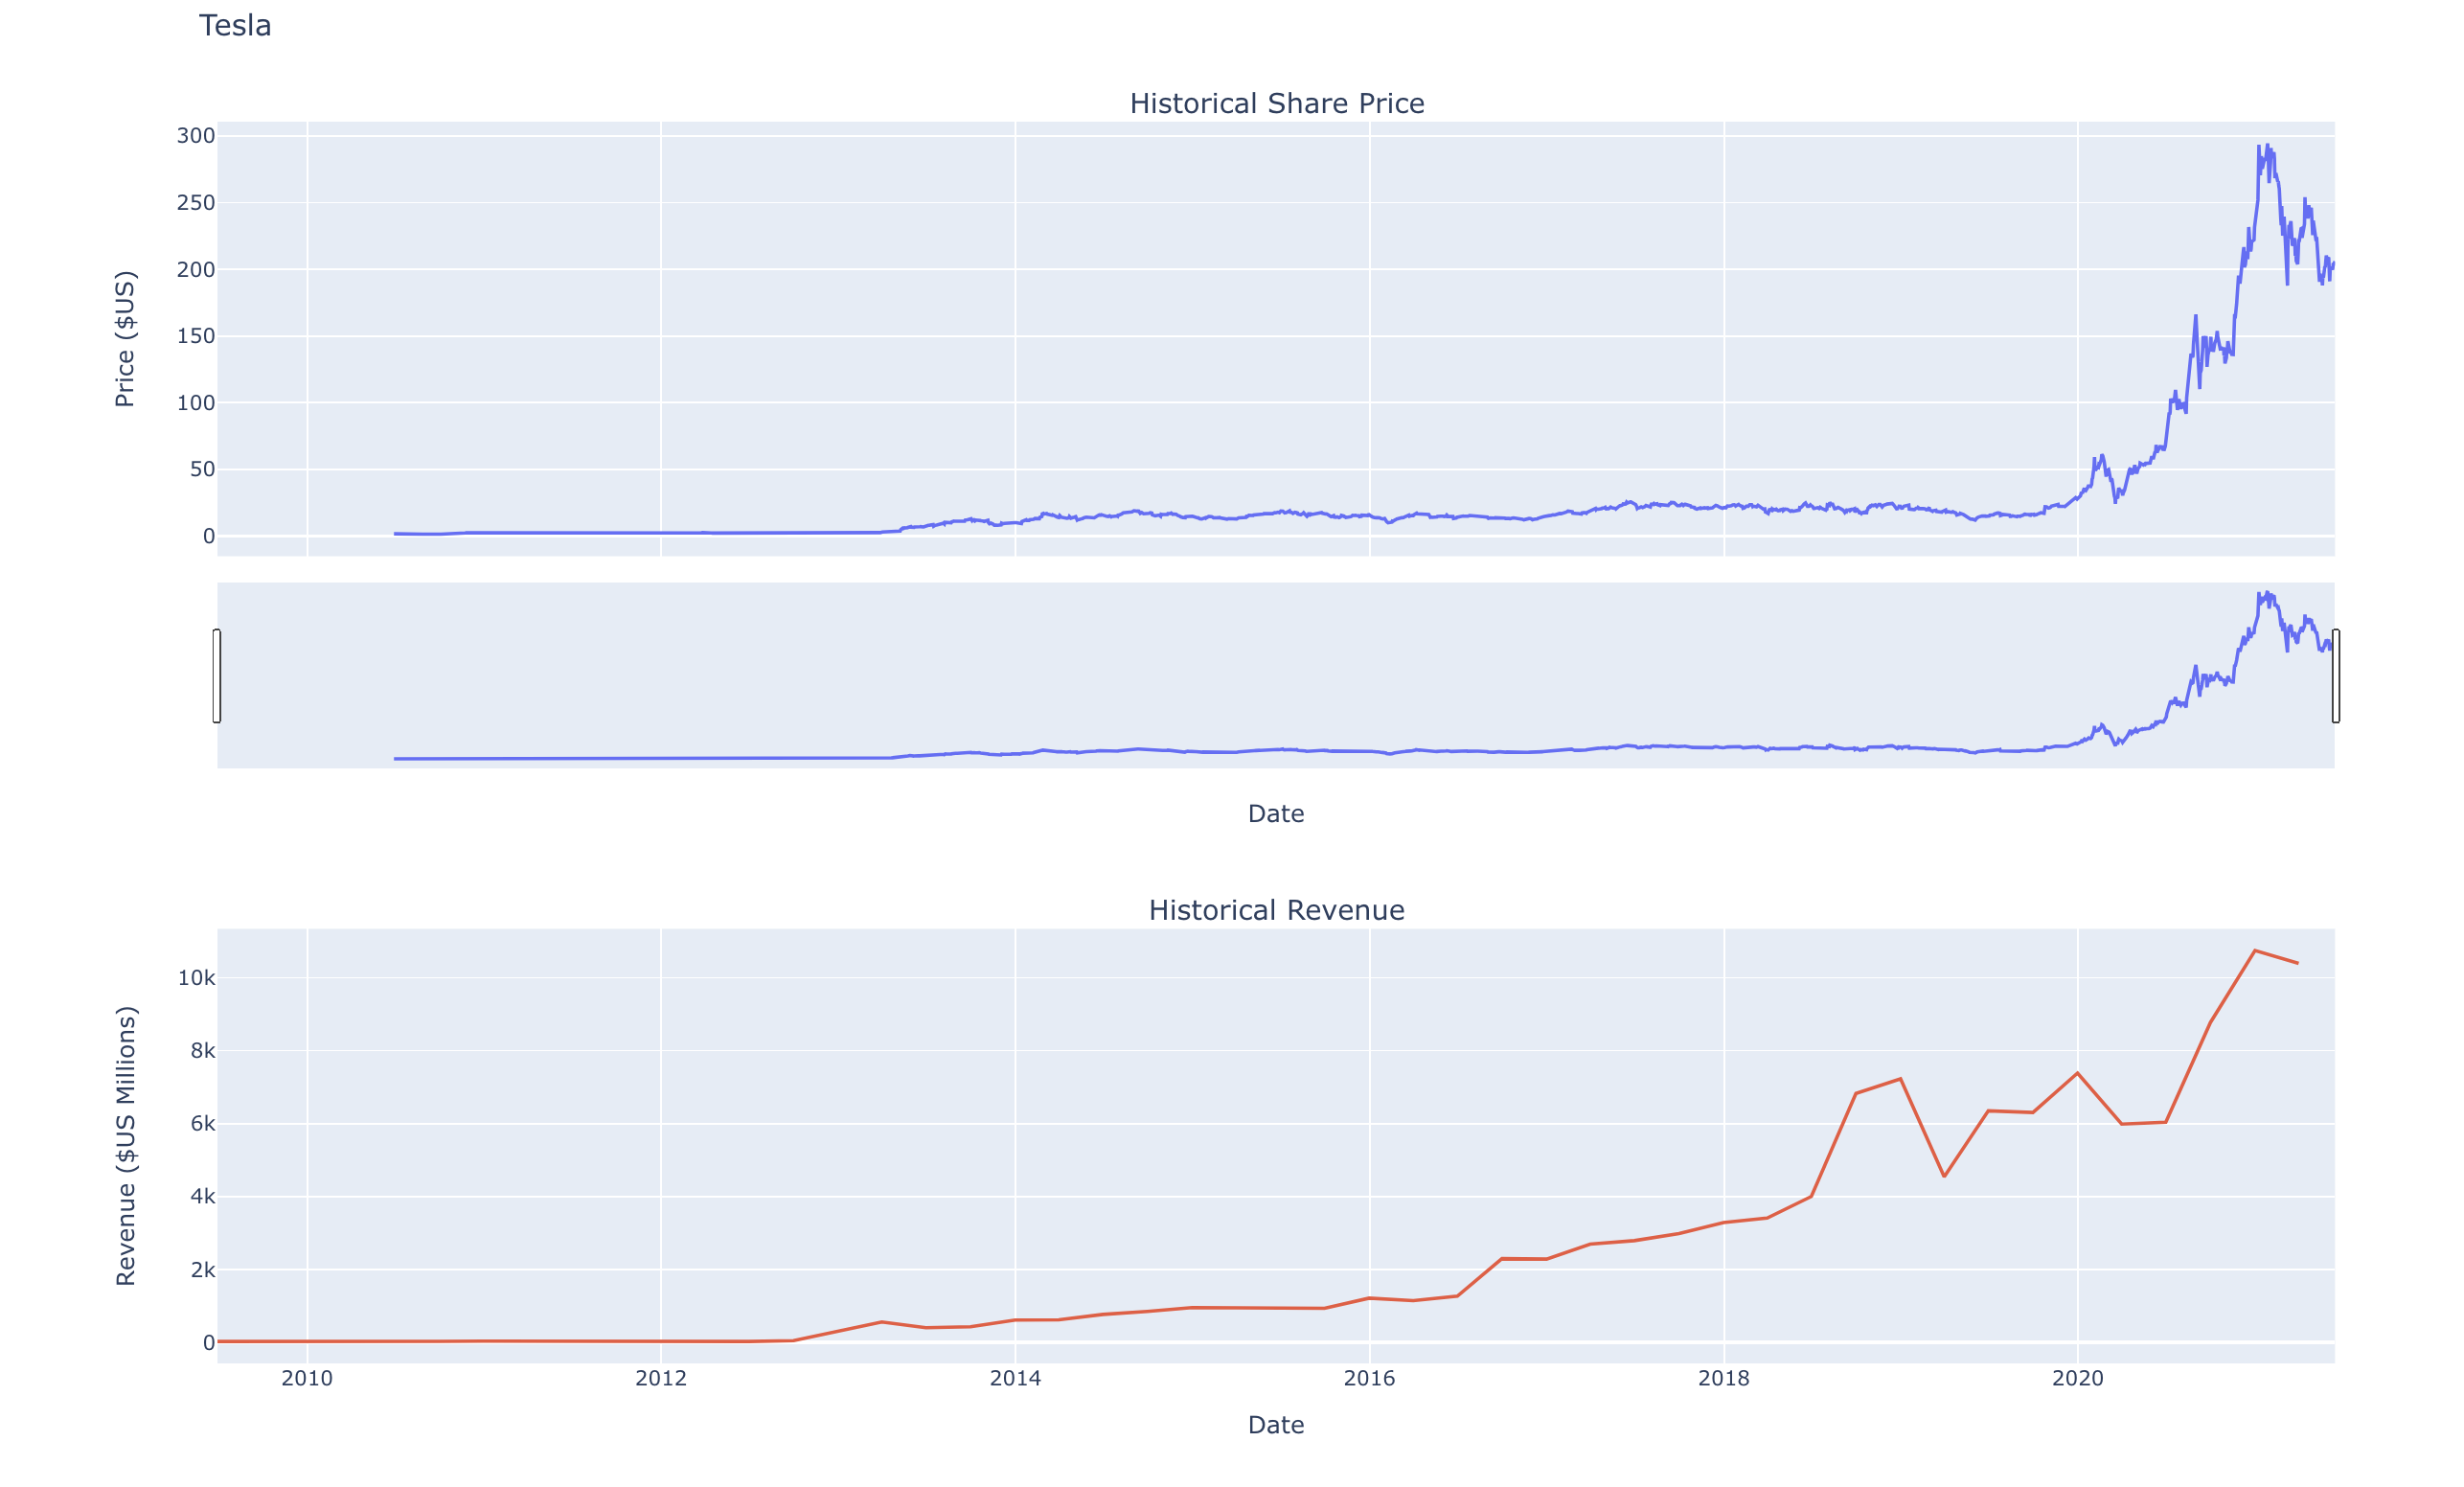 Tesla
Historical Share Price
300
250
200
150
100
50
0
Price ($US)
Date
Historical Revenue
10k
8k
6k
4k
2k
0
Revenue ($US Millions)
2010 2012 2014 2016 2018 2020
Date